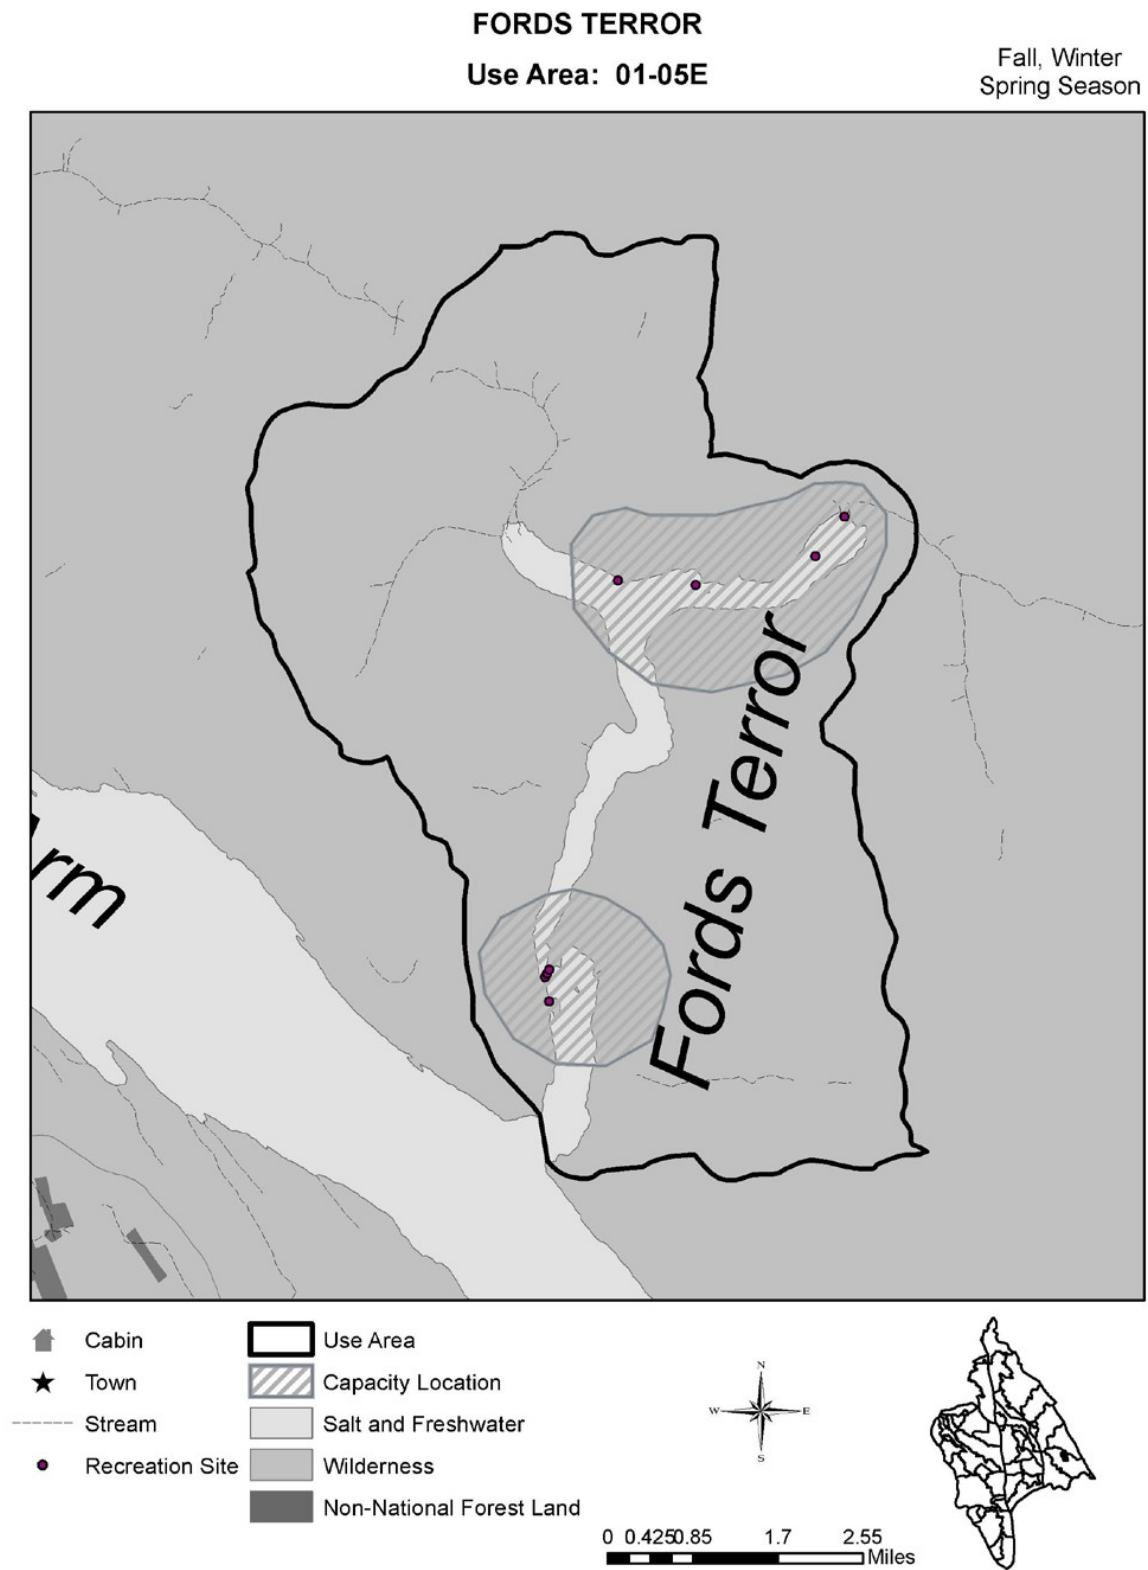 FORDS TERROR
Use Area: 01-05E
Fall, Winter
Spring Season
rm
Fords Terror
Cabin
Town
Stream
Recreation Site
Use Area
Capacity Location
Salt and Freshwater
Wilderness
Non-National Forest Land
N
W E
S
0 0.425 0.85 1.7 2.55
Miles